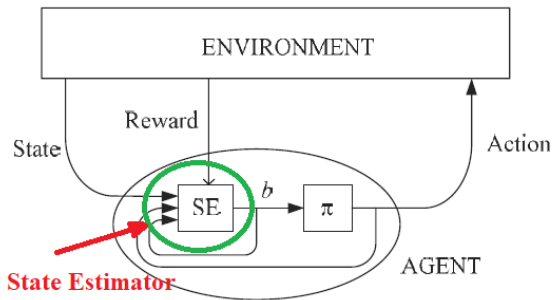 ENVIRONMENT
Reward
State
Action
b
SE
π
AGENT
State Estimator